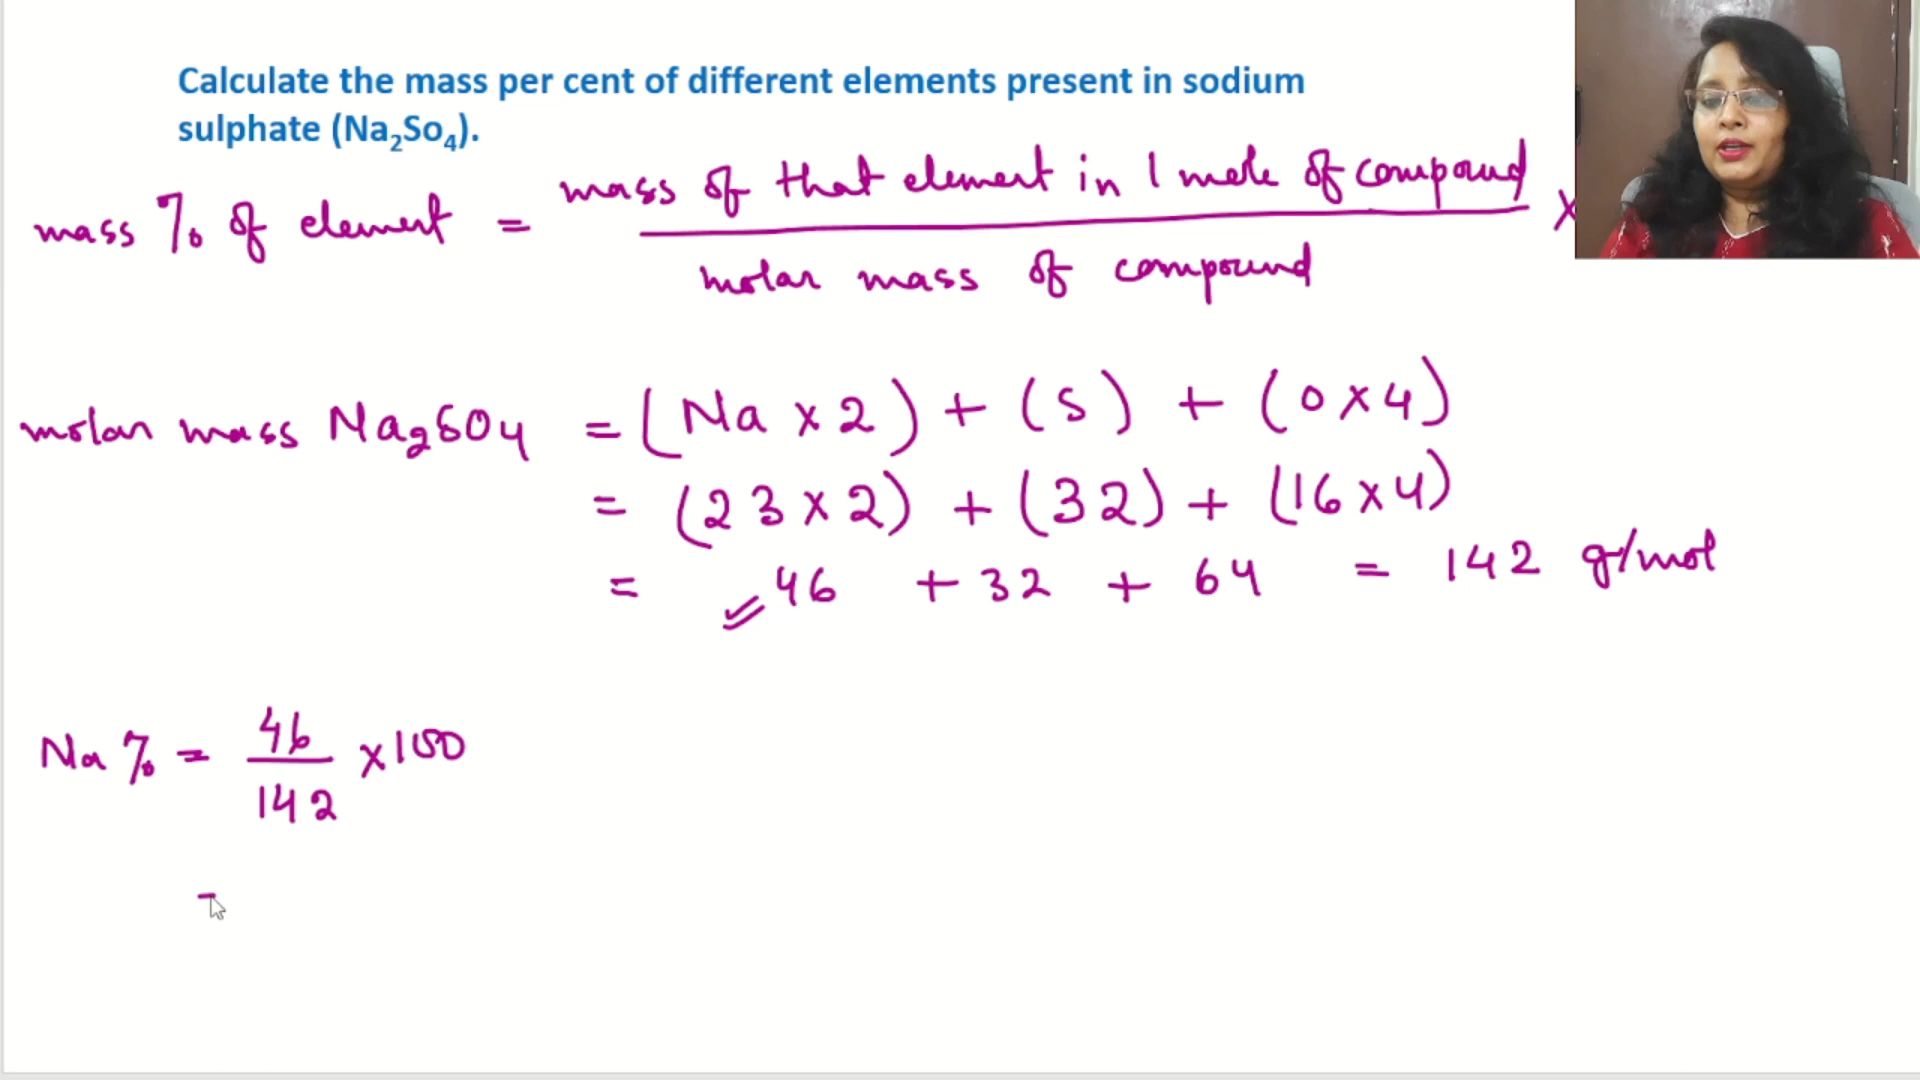 Calculate the mass per cent of different elements present in sodium
sulphate (Na₂So₄).
mass % of element = mass of that element in 1 mole of compound / molar mass of compound ×
molar mass Na₂SO₄ = (Na × 2) + (S) + (O × 4)
= (23 × 2) + (32) + (16 × 4)
= 46 + 32 + 64 = 142 g/mol
Na % = 46 / 142 × 100